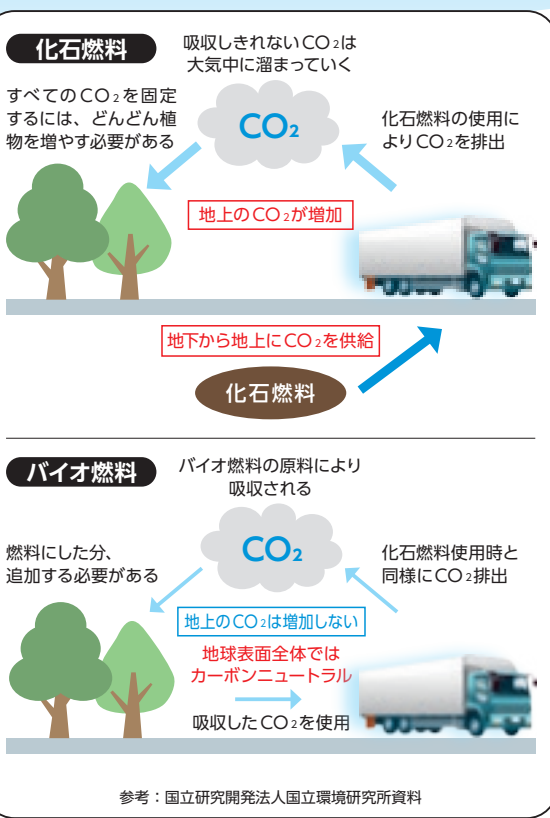 化石燃料
吸収しきれないCO₂は
大気中に溜まっていく
すべてのCO₂を固定
するには、どんどん植
物を増やす必要がある
CO₂
化石燃料の使用に
よりCO₂を排出
地上のCO₂が増加
地下から地上にCO₂を供給
化石燃料
バイオ燃料
バイオ燃料の原料により
吸収される
燃料にした分、
追加する必要がある
CO₂
化石燃料使用時と
同様にCO₂排出
地上のCO₂は増加しない
地球表面全体では
カーボンニュートラル
吸収したCO₂を使用
参考：国立研究開発法人国立環境研究所資料